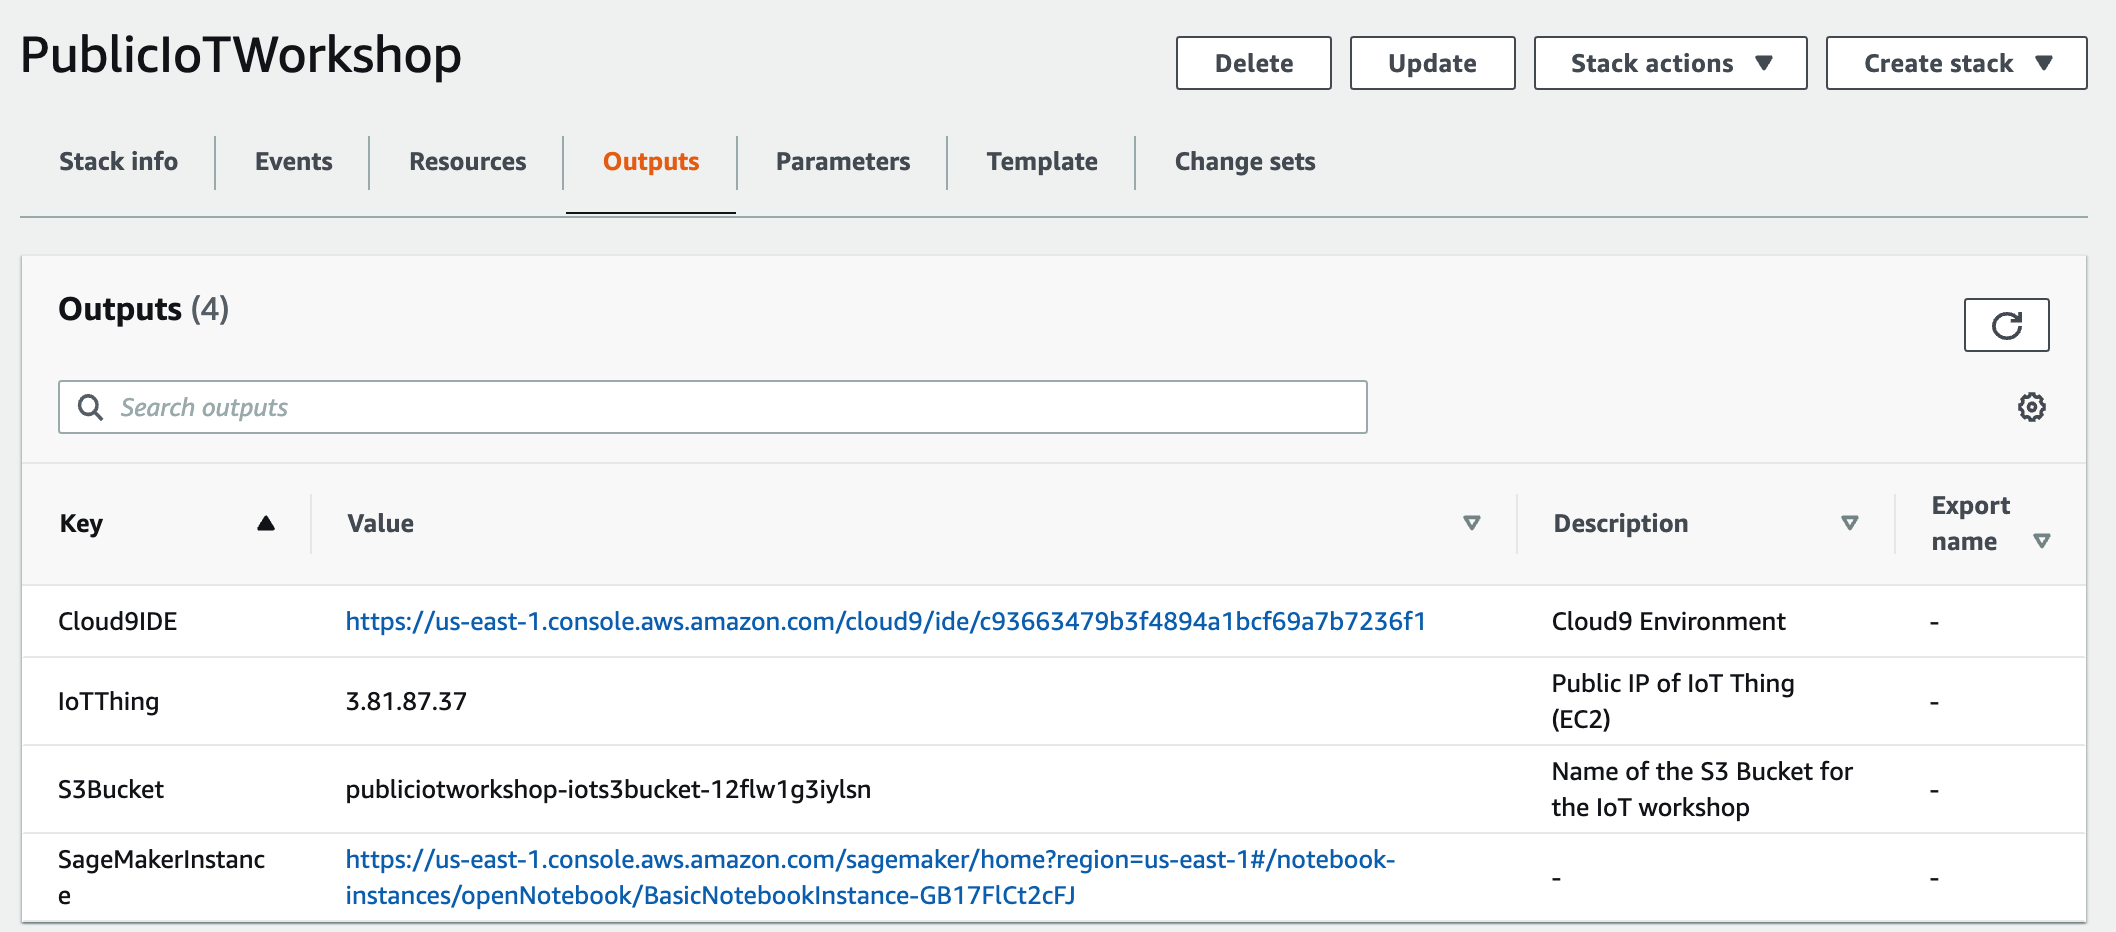 PublicIoTWorkshop
Delete
Update
Stack actions
Create stack
Stack info
Events
Resources
Outputs
Parameters
Template
Change sets
Outputs (4)
Search outputs
Key
Value
Description
Export
name
Cloud9IDE
https://us-east-1.console.aws.amazon.com/cloud9/ide/c93663479b3f4894a1bcf69a7b7236f1
Cloud9 Environment
-
IoTThing
3.81.87.37
Public IP of IoT Thing
(EC2)
-
S3Bucket
publiciotworkshop-iots3bucket-12flw1g3iylsn
Name of the S3 Bucket for
the IoT workshop
-
SageMakerInstanc
e
https://us-east-1.console.aws.amazon.com/sagemaker/home?region=us-east-1#/notebook-
instances/openNotebook/BasicNotebookInstance-GB17FlCt2cFJ
-
-